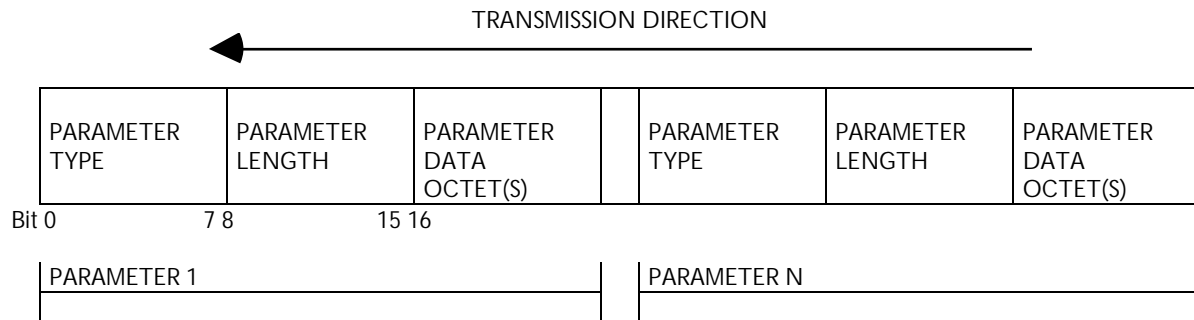 TRANSMISSION DIRECTION
PARAMETER TYPE
PARAMETER LENGTH
PARAMETER DATA OCTET(S)
PARAMETER TYPE
PARAMETER LENGTH
PARAMETER DATA OCTET(S)
Bit 0 7 8 15 16
PARAMETER 1
PARAMETER N